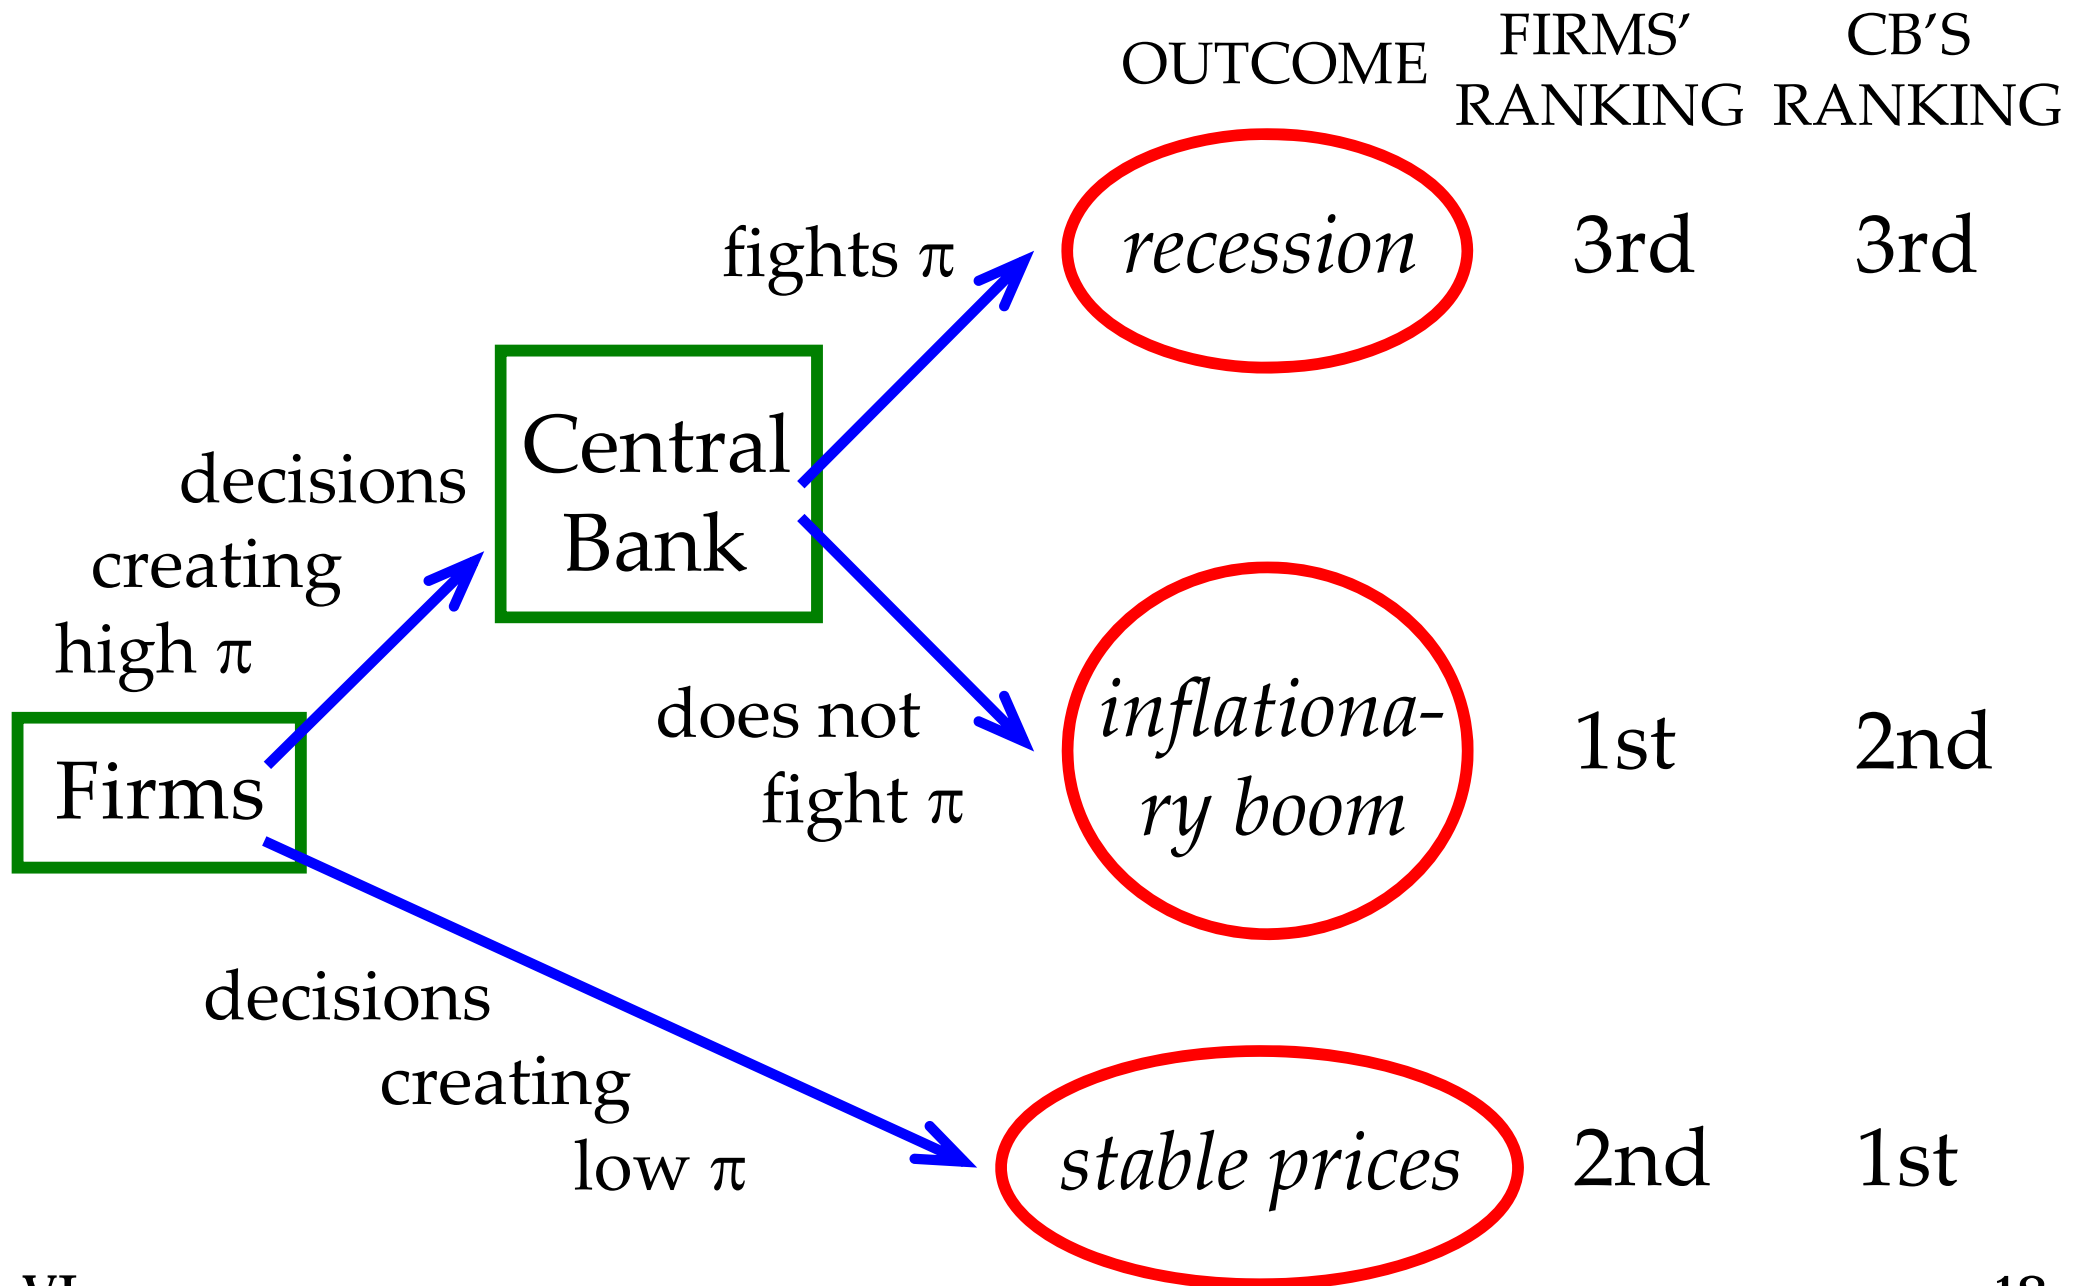 OUTCOME
FIRMS’
RANKING
CB’S
RANKING
fights π
recession
3rd
3rd
Central
Bank
decisions
creating
high π
does not
fight π
inflationa-
ry boom
1st
2nd
Firms
decisions
creating
low π
stable prices
2nd
1st